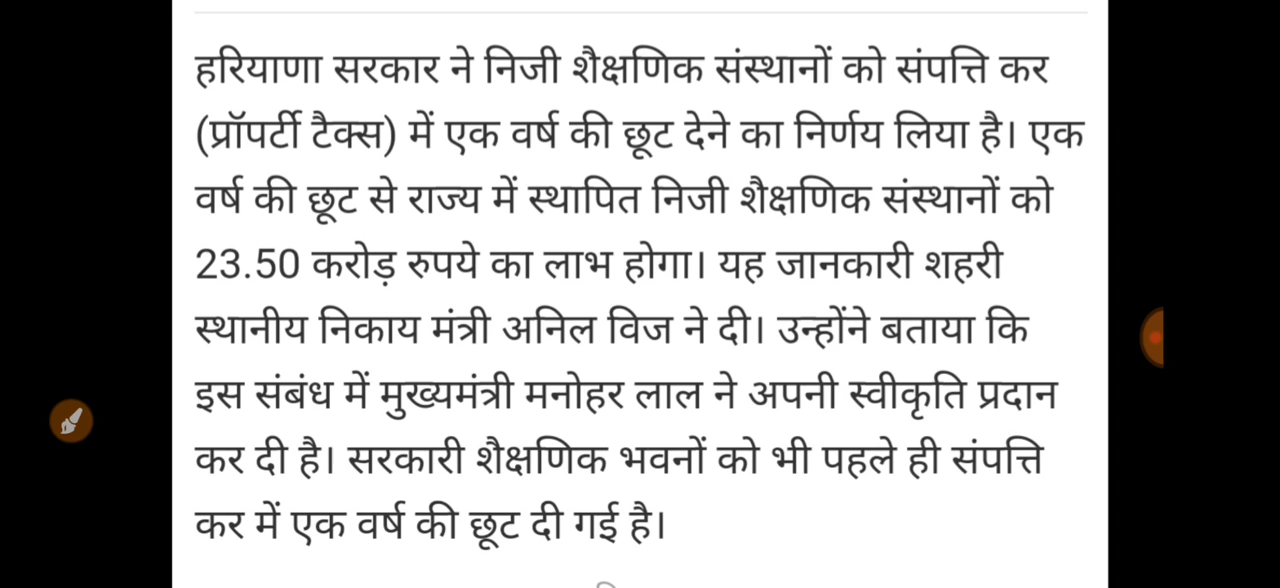 हरियाणा सरकार ने निजी शैक्षणिक संस्थानों को संपत्ति कर
(प्रॉपर्टी टैक्स) में एक वर्ष की छूट देने का निर्णय लिया है। एक
वर्ष की छूट से राज्य में स्थापित निजी शैक्षणिक संस्थानों को
23.50 करोड़ रुपये का लाभ होगा। यह जानकारी शहरी
स्थानीय निकाय मंत्री अनिल विज ने दी। उन्होंने बताया कि
इस संबंध में मुख्यमंत्री मनोहर लाल ने अपनी स्वीकृति प्रदान
कर दी है। सरकारी शैक्षणिक भवनों को भी पहले ही संपत्ति
कर में एक वर्ष की छूट दी गई है।